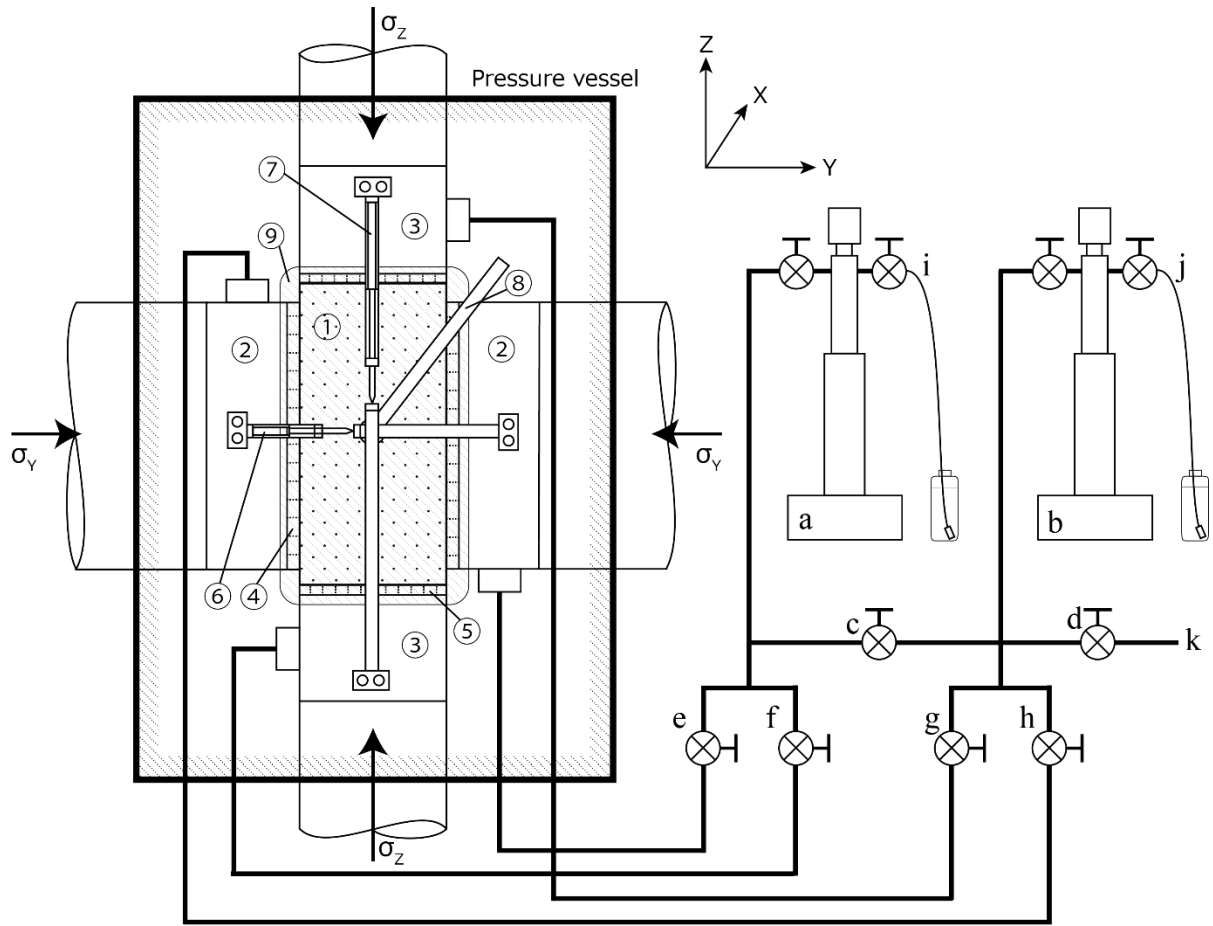 σZ
Pressure vessel
Z
X
Y
⑦
③
⑨
⑧
i
j
①
②
②
σY
σY
a
b
⑥
④
⑤
③
c
d
k
e
f
g
h
σZ